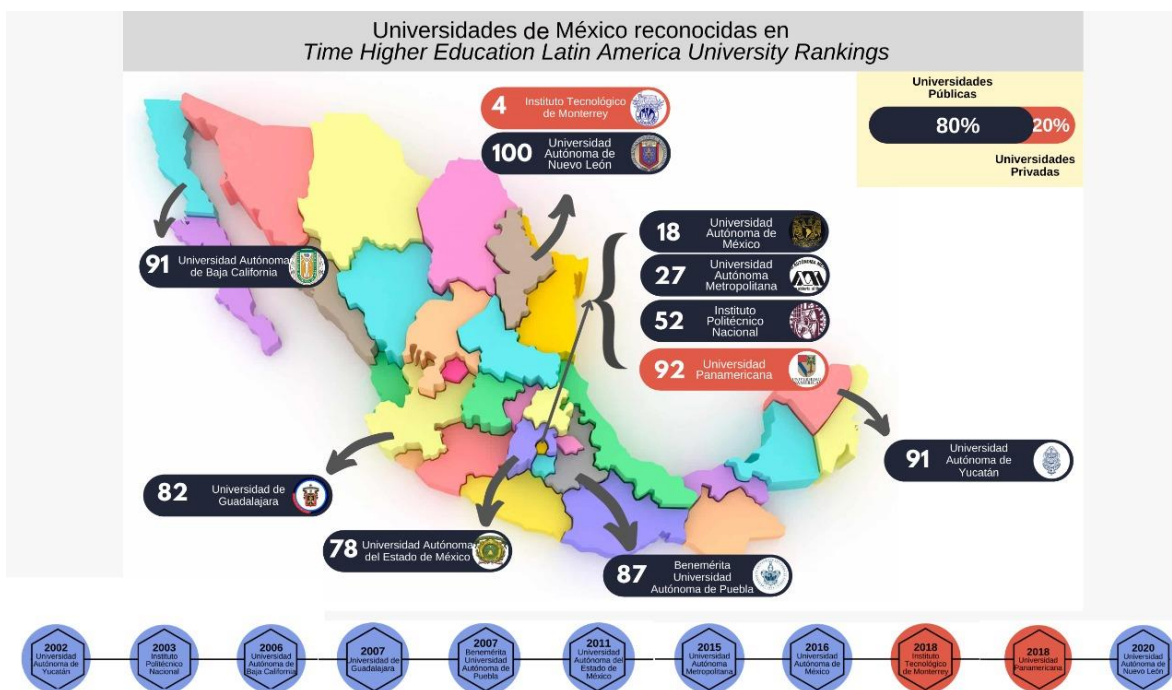 Universidades de México reconocidas en
Time Higher Education Latin America University Rankings
Universidades
Públicas
80%
20%
Universidades
Privadas
4
Instituto Tecnológico
de Monterrey
100
Universidad
Autónoma de
Nuevo León
18
Universidad
Autónoma de
México
27
Universidad
Autónoma
Metropolitana
52
Instituto
Politécnico
Nacional
92
Universidad
Panamericana
91
Universidad Autónoma
de Baja California
91
Universidad
Autónoma de
Yucatán
82
Universidad de
Guadalajara
78
Universidad Autónoma
del Estado de México
87
Benemérita
Universidad
Autónoma de Puebla
2002
Universidad
Autónoma de
Yucatán
2003
Instituto
Politécnico
Nacional
2006
Universidad
Autónoma de
Baja California
2007
Universidad de
Guadalajara
2007
Benemérita
Universidad
Autónoma de
Puebla
2011
Universidad
Autónoma del
Estado de
México
2015
Universidad
Autónoma
Metropolitana
2016
Universidad
Autónoma de
México
2018
Instituto
Tecnológico
de Monterrey
2018
Universidad
Panamericana
2020
Universidad
Autónoma de
Nuevo León